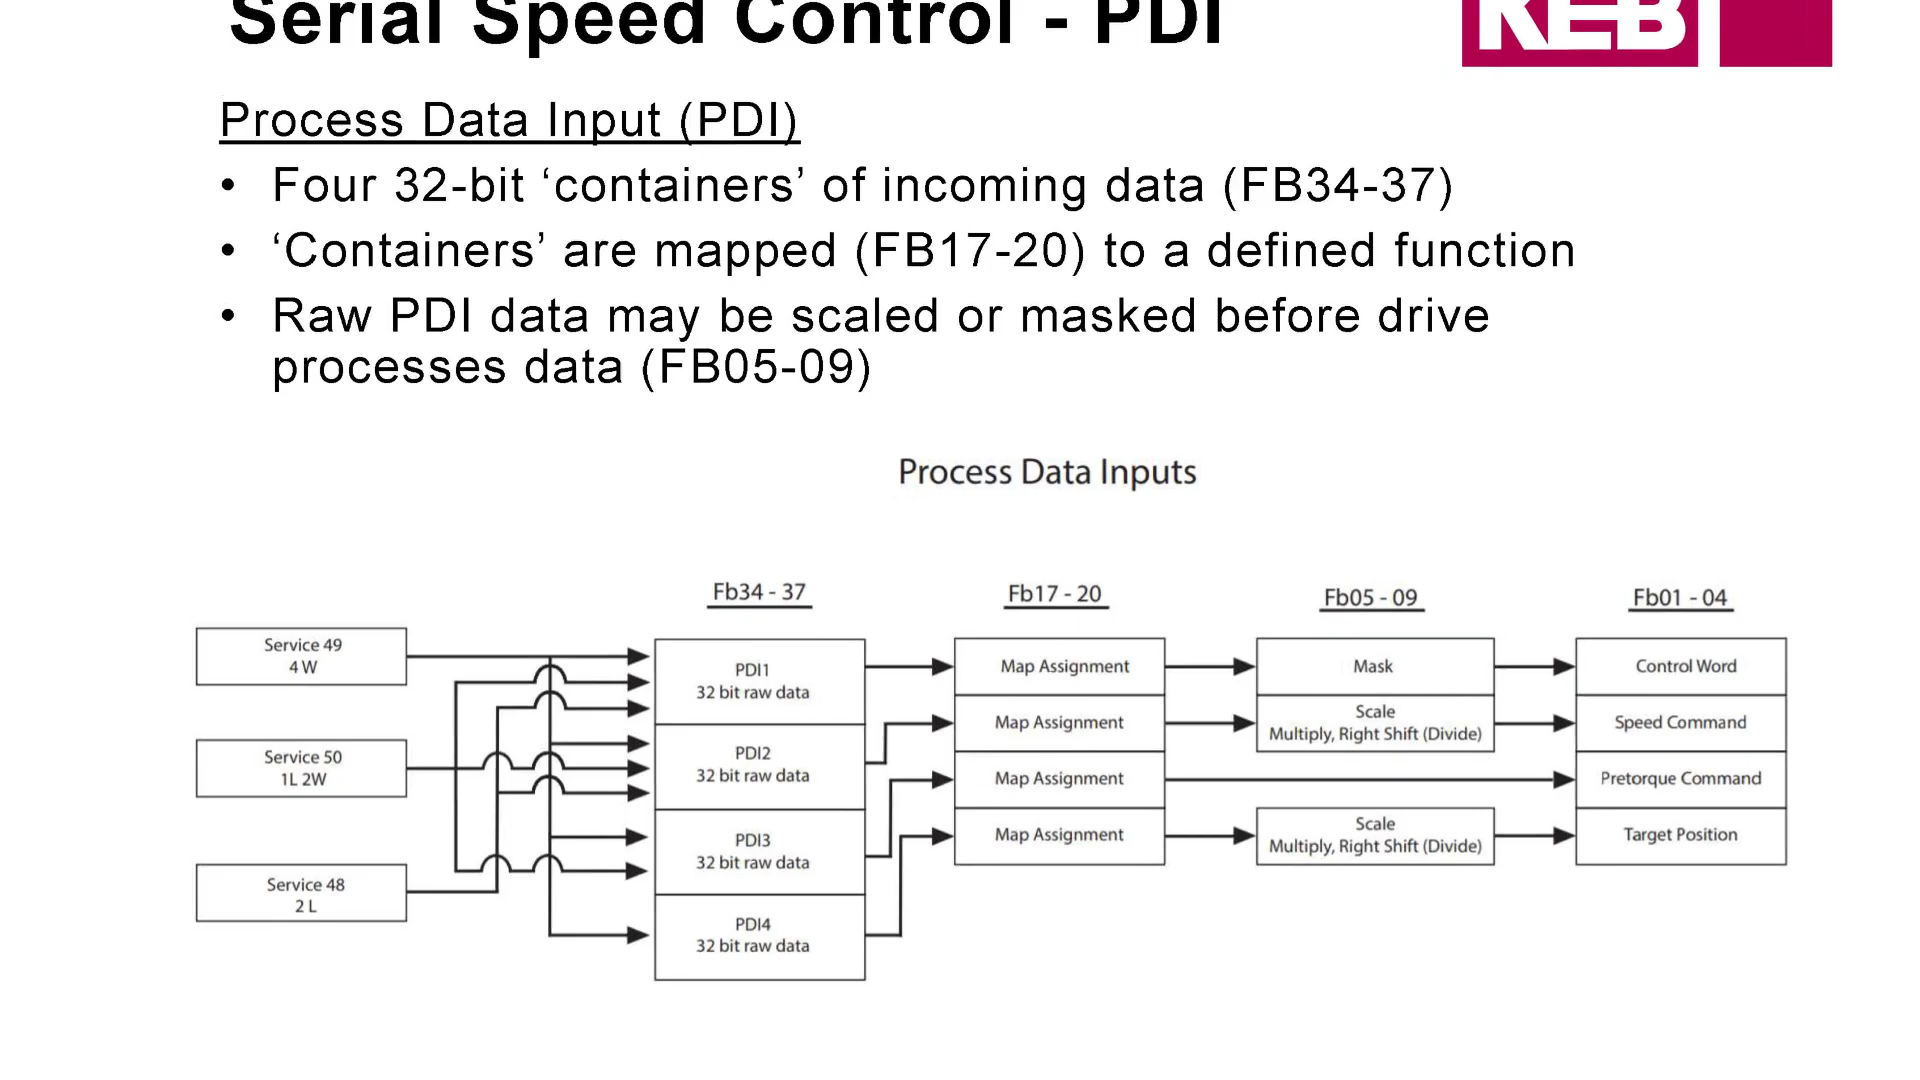 Serial Speed Control - PDI
KEB
Process Data Input (PDI)
• Four 32-bit ‘containers’ of incoming data (FB34-37)
• ‘Containers’ are mapped (FB17-20) to a defined function
• Raw PDI data may be scaled or masked before drive
processes data (FB05-09)
Process Data Inputs
Fb34 - 37
Fb17 - 20
Fb05 - 09
Fb01 - 04
Service 49
4 W
Service 50
1L 2W
Service 48
2 L
PDI1
32 bit raw data
PDI2
32 bit raw data
PDI3
32 bit raw data
PDI4
32 bit raw data
Map Assignment
Map Assignment
Map Assignment
Map Assignment
Mask
Scale
Multiply, Right Shift (Divide)
Scale
Multiply, Right Shift (Divide)
Control Word
Speed Command
Pretorque Command
Target Position